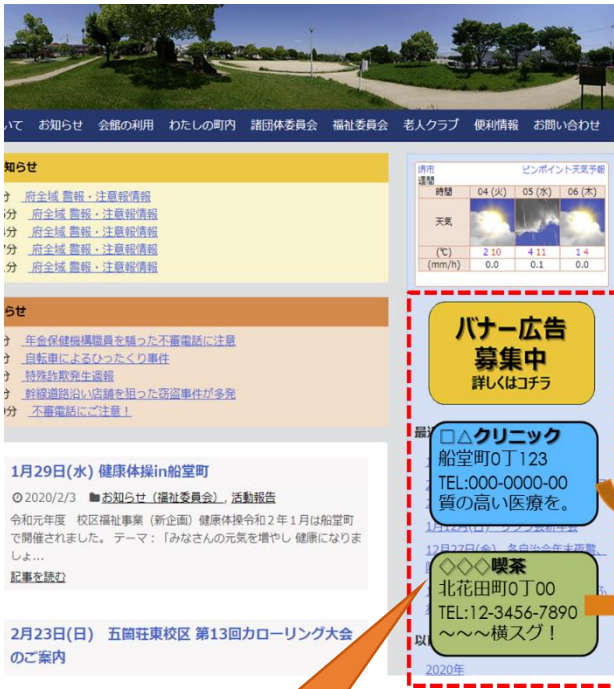 いて お知らせ 会館の利用 わたしの町内 諸団体委員会 福祉委員会 老人クラブ 便利情報 お問い合わせ
知らせ
分 府全域 警報・注意報情報
分 府全域 警報・注意報情報
分 府全域 警報・注意報情報
分 府全域 警報・注意報情報
分 府全域 警報・注意報情報
らせ
分 年金保健機構職員を騙った不審電話に注意
分 自転車によるひったくり事件
分 特殊詐欺発生週報
分 幹線道路沿い店舗を狙った窃盗事件が多発
分 不審電話にご注意！
1月29日(水) 健康体操in船堂町
2020/2/3 お知らせ（福祉委員会）, 活動報告
令和元年度 校区福祉事業（新企画）健康体操令和２年１月は船堂町
で開催されました。 テーマ：「みなさんの元気を増やし 健康になりま
しょ...
記事を読む
2月23日(日) 五箇荘東校区 第13回カローリング大会
のご案内
堺市 ピンポイント天気予報
週間
時間 04 (火) 05 (水) 06 (木)
天気
(℃) 2 10 4 11 1 4
(mm/h) 0.0 0.1 0.0
バナー広告
募集中
詳しくはコチラ
最
□△クリニック
船堂町0丁123
TEL:000-0000-00
質の高い医療を。
12月27日(金) 各自治会年末夜警、
◇◇◇喫茶
北花田町0丁00
TEL:12-3456-7890
～～～横スグ！
以
2020年